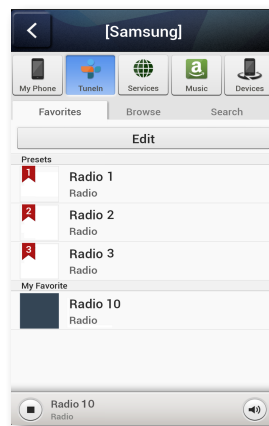 [Samsung]
My Phone TuneIn Services Music Devices
Favorites Browse Search
Edit
Presets
1
Radio 1
Radio
2
Radio 2
Radio
3
Radio 3
Radio
My Favorite
Radio 10
Radio
Radio 10
Radio